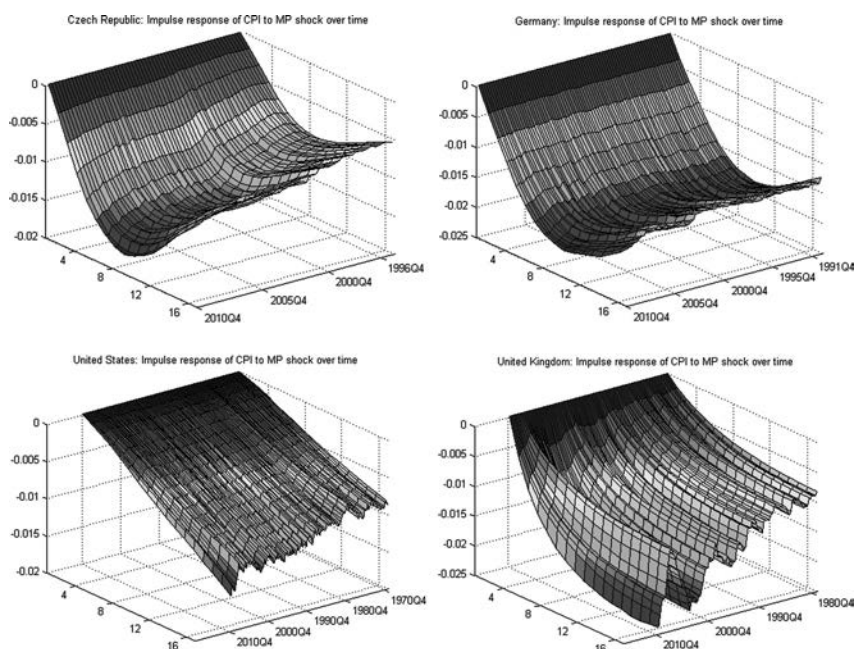 Czech Republic: Impulse response of CPI to MP shock over time
0
-0.005
-0.01
-0.015
-0.02
4
8
12
16
2010Q4
2005Q4
2000Q4
1996Q4
Germany: Impulse response of CPI to MP shock over time
0
-0.005
-0.01
-0.015
-0.02
-0.025
4
8
12
16
2010Q4
2005Q4
2000Q4
1995Q4
1991Q4
United States: Impulse response of CPI to MP shock over time
0
-0.005
-0.01
-0.015
-0.02
4
8
12
16
2010Q4
2000Q4
1990Q4
1980Q4
1970Q4
United Kingdom: Impulse response of CPI to MP shock over time
0
-0.005
-0.01
-0.015
-0.02
-0.025
4
8
12
16
2010Q4
2000Q4
1990Q4
1980Q4